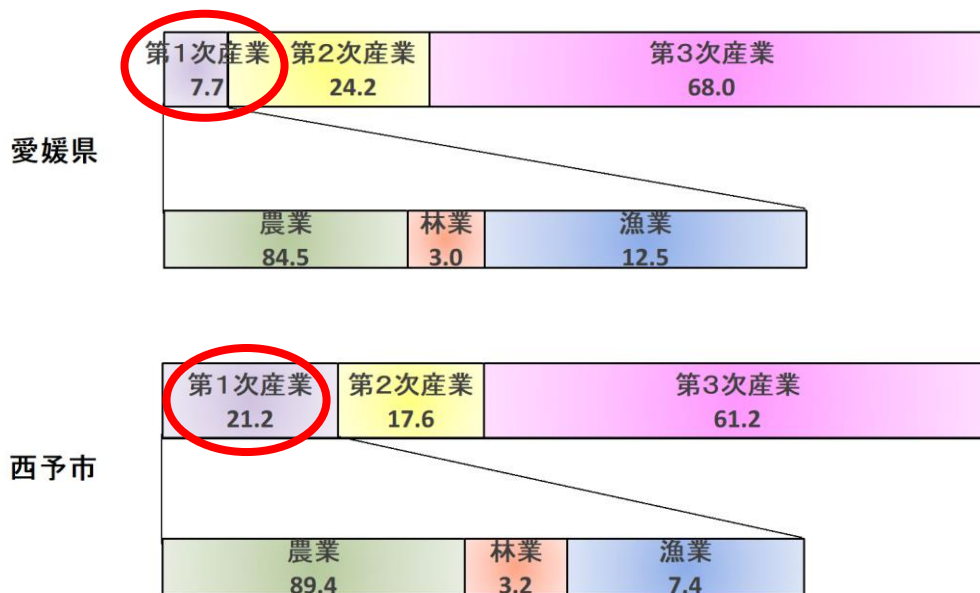 第1次産業 第2次産業 第3次産業
7.7 24.2 68.0
愛媛県
農業 林業 漁業
84.5 3.0 12.5
第1次産業 第2次産業 第3次産業
21.2 17.6 61.2
西予市
農業 林業 漁業
89.4 3.2 7.4